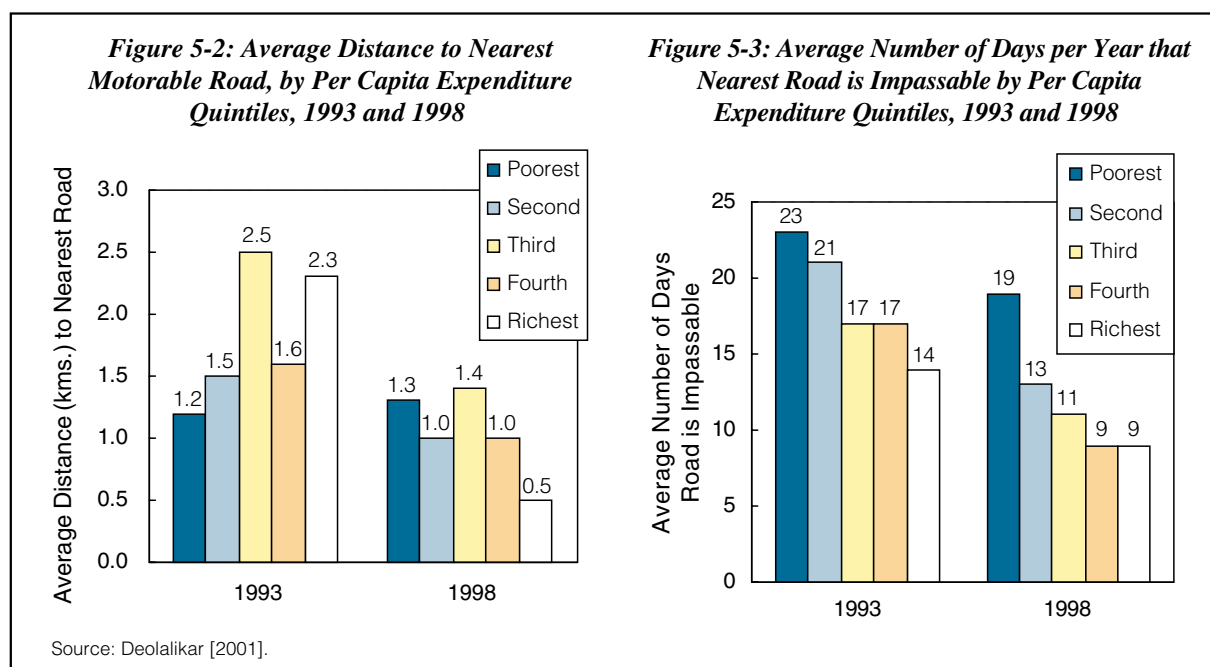 Figure 5-2: Average Distance to Nearest
Motorable Road, by Per Capita Expenditure
Quintiles, 1993 and 1998
Average Distance (kms.) to Nearest Road
3.0
2.5
2.0
1.5
1.0
0.5
0.0
Poorest
Second
Third
Fourth
Richest
1.2
1.5
2.5
1.6
2.3
1.3
1.0
1.4
1.0
0.5
1993
1998
Source: Deolalikar [2001].
Figure 5-3: Average Number of Days per Year that
Nearest Road is Impassable by Per Capita
Expenditure Quintiles, 1993 and 1998
Average Number of Days
Road is Impassable
25
20
15
10
5
0
Poorest
Second
Third
Fourth
Richest
23
21
17
17
14
19
13
11
9
9
1993
1998